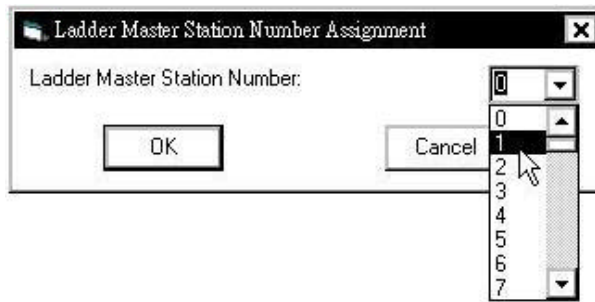 Ladder Master Station Number Assignment
Ladder Master Station Number:
0
OK
Cancel
0
1
2
3
4
5
6
7